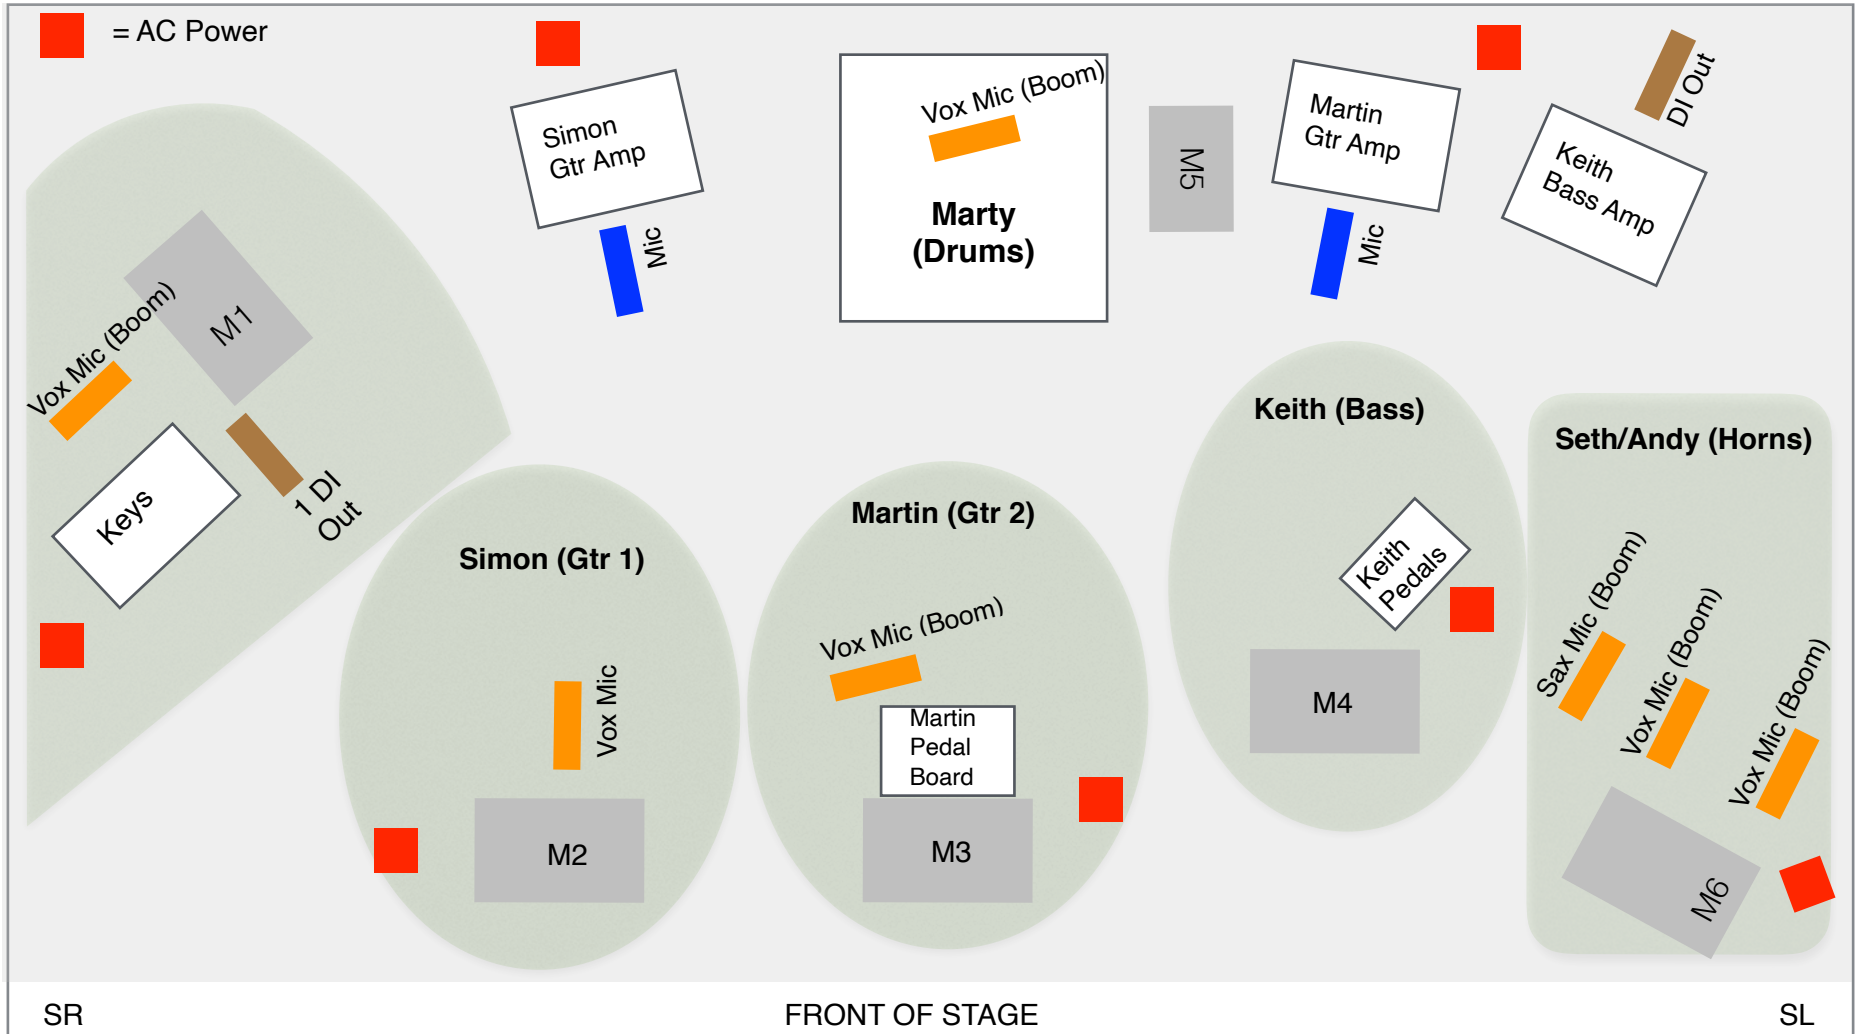 = AC Power
Simon
Gtr Amp
Mic
Vox Mic (Boom)
Marty
(Drums)
M5
Martin
Gtr Amp
Mic
DI Out
Keith
Bass Amp
M1
Vox Mic (Boom)
Keys
1 DI
Out
Simon (Gtr 1)
Vox Mic
M2
Martin (Gtr 2)
Vox Mic (Boom)
Martin
Pedal
Board
M3
Keith (Bass)
Keith
Pedals
M4
Seth/Andy (Horns)
Sax Mic (Boom)
Vox Mic (Boom)
Vox Mic (Boom)
M6
SR
FRONT OF STAGE
SL